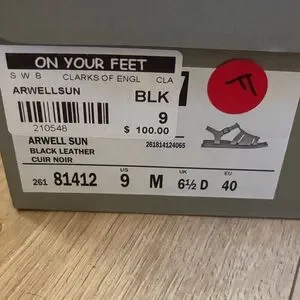 ON YOUR FEET
S W B CLARKS OF ENGL CLA
ARWELLSUN
BLK
9
210548
$ 100.00
7
F
ARWELL SUN
261814124065
BLACK LEATHER
CUIR NOIR
US UK EU
261 81412 9 M 6½ D 40